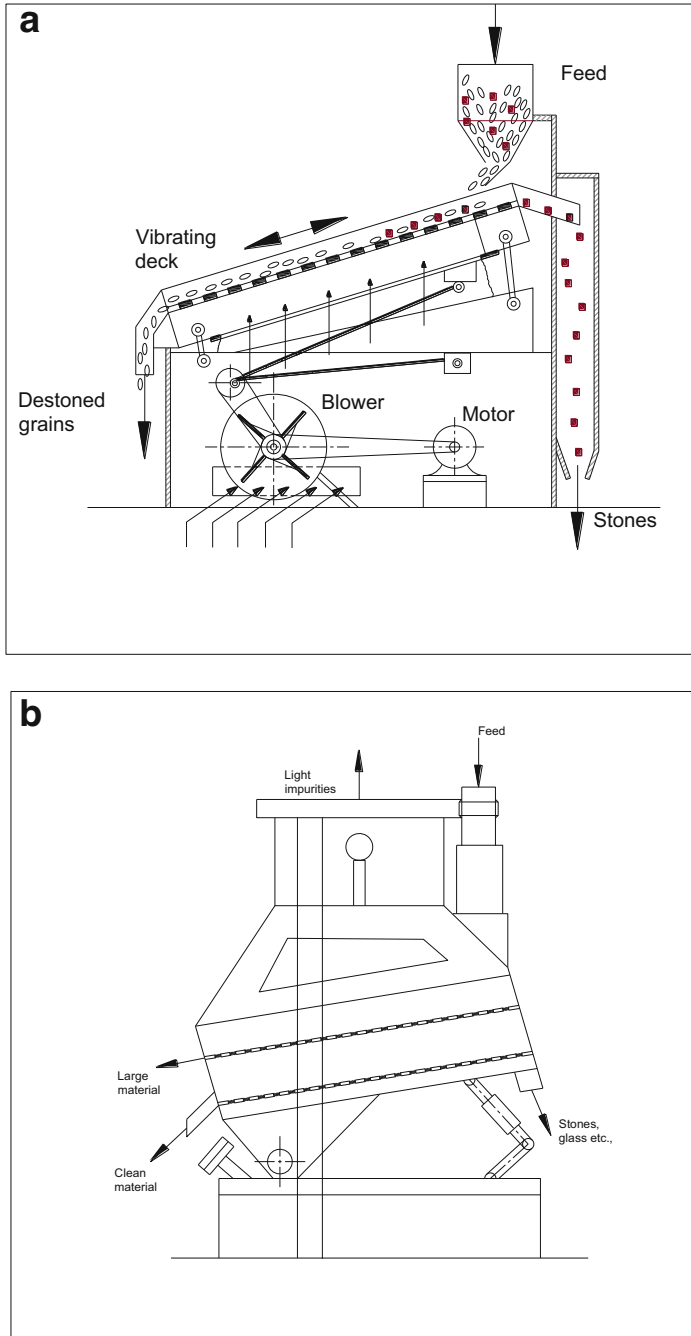 a
Feed
Vibrating
deck
Destoned
grains
Blower
Motor
Stones
b
Feed
Light
impurities
Large
material
Clean
material
Stones,
glass etc.,